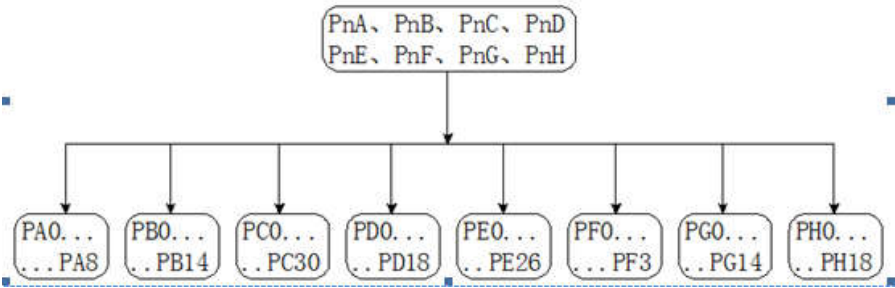 PnA、PnB、PnC、PnD
PnE、PnF、PnG、PnH
PA0...
...PA8
PB0...
..PB14
PC0...
..PC30
PD0...
..PD18
PE0...
..PE26
PF0...
...PF3
PG0...
..PG14
PH0...
..PH18